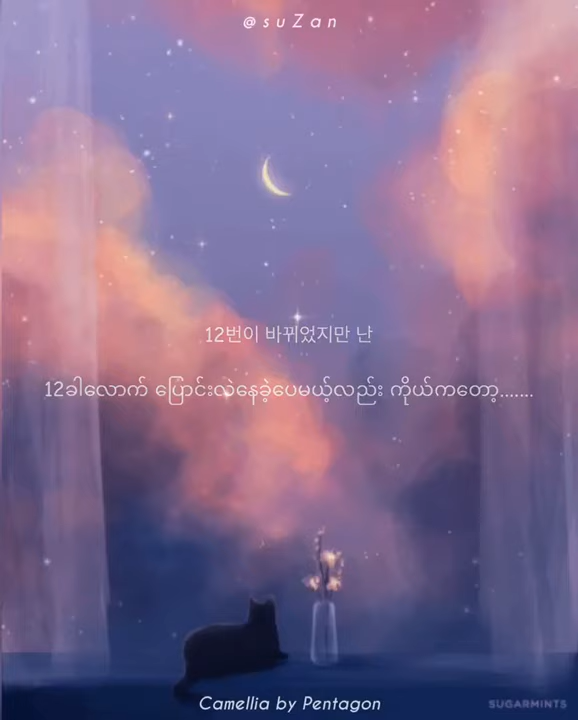 @suZan
12번이 바뀌었지만 난
12ခါလောက် ပြောင်းလဲနေခဲ့ပေမယ့်လည်း ကိုယ်ကတော့.......
Camellia by Pentagon
SUGARMINTS